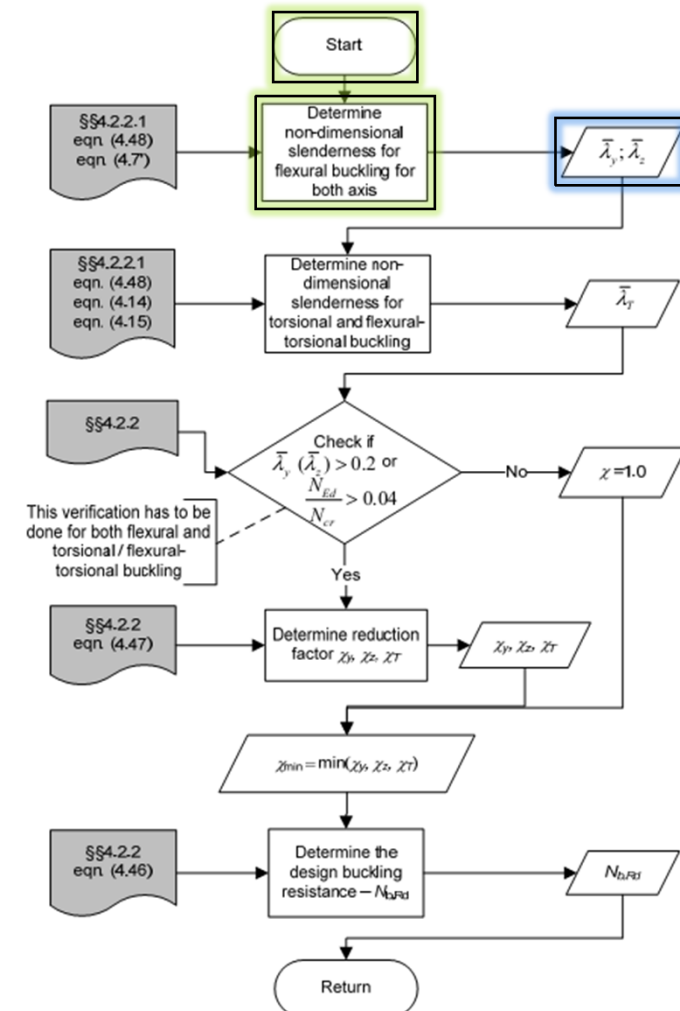 Start
§§4.2.2.1
eqn. (4.48)
eqn. (4.7)
Determine
non-dimensional
slenderness for
flexural buckling for
both axis
λ̄y; λ̄z
§§4.2.2.1
eqn. (4.48)
eqn. (4.14)
eqn. (4.15)
Determine non-
dimensional
slenderness for
torsional and flexural-
torsional buckling
λ̄T
§§4.2.2
Check if
λ̄y (λ̄z) > 0.2 or
NEd
Ncr
> 0.04
No
χ=1.0
This verification has to be
done for both flexural and
torsional / flexural-
torsional buckling
Yes
§§4.2.2
eqn. (4.47)
Determine reduction
factor χy, χz, χT
χy, χz, χT
χmin = min(χy, χz, χT)
§§4.2.2
eqn. (4.46)
Determine the
design buckling
resistance – Nb,Rd
Nb,Rd
Return